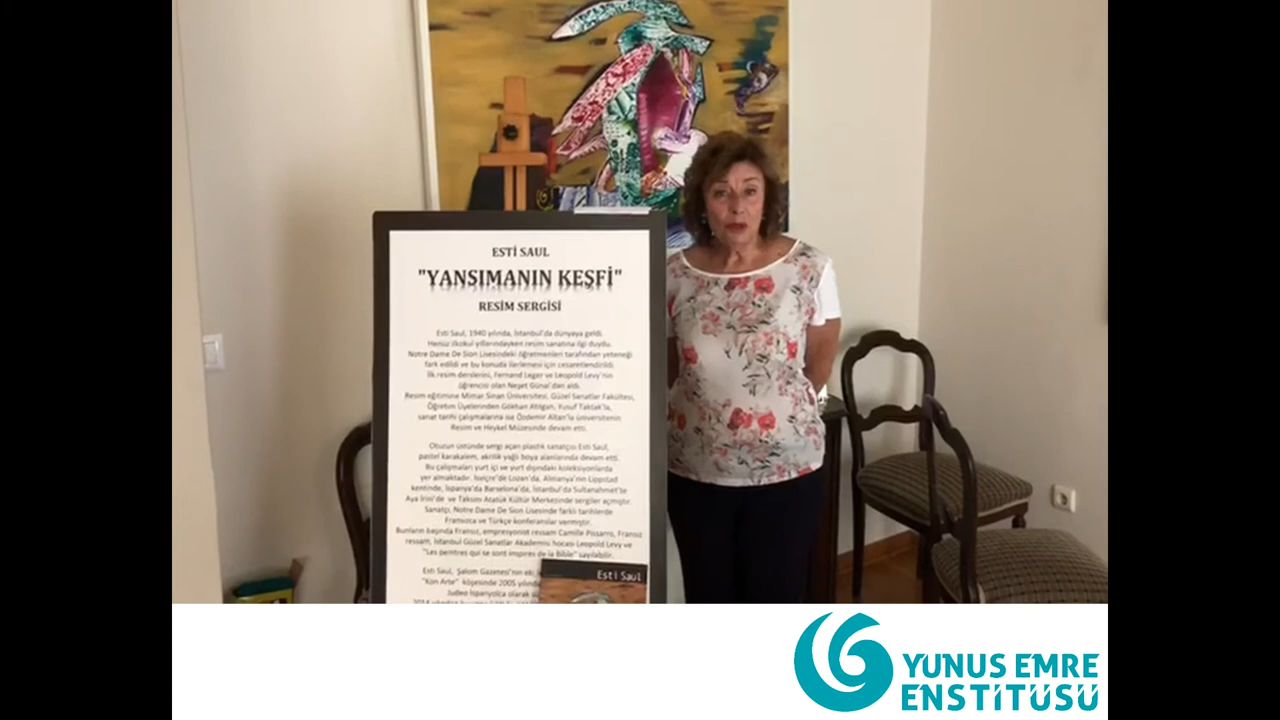 ESTİ SAUL
"YANSIMANIN KEŞFİ"
RESİM SERGİSİ
Esti Saul, 1940 yılında, İstanbul'da dünyaya geldi.
Henüz ilkokul yıllarındayken resim sanatına ilgi duydu.
Notre Dame De Sion Lisesindeki öğretmenleri tarafından yeteneği
fark edildi ve bu konuda ilerlemesi için cesaretlendirildi.
İlk resim derslerini, Fernand Leger ve Leopold Levy'nin
öğrencisi olan Neşet Günal'dan aldı.
Resim eğitimine Mimar Sinan Üniversitesi, Güzel Sanatlar Fakültesi,
Öğretim Üyelerinden Gökhan Anlağan, Yusuf Taktak'la,
sanat tarihi çalışmalarına ise Özdemir Altan'la üniversitenin
Resim ve Heykel Müzesinde devam etti.
Otuzun üstünde sergi açan plastik sanatçısı Esti Saul,
pastel karakalem, akrilik yağlı boya alanlarında devam etti.
Bu çalışmaları yurt içi ve yurt dışındaki koleksiyonlarda
yer almaktadır. İsviçre'de Lozan'da, Almanya'nın Lippstad
kentinde, İspanya'da Barselona'da, İstanbul'da Sultanahmet'te
Aya İrini'de ve Taksim Atatük Kültür Merkezinde sergiler açmıştır.
Sanatçı, Notre Dame De Sion Lisesinde farklı tarihlerde
Fransızca ve Türkçe konferanslar vermiştir.
Bunların başında Fransız, empresyonist ressam Camille Pissarro, Fransız
ressam, İstanbul Güzel Sanatlar Akademisi hocası Leopold Levy ve
"Les peintres qui se sont inspires de la Bible" sayılabilir.
Esti Saul, Şalom Gazetesi'nin eki
"Kon Arte" köşesinde 2005 yılında
Judeo İspanyolca olarak
Esti Saul
YUNUS EMRE
ENSTİTÜSÜ